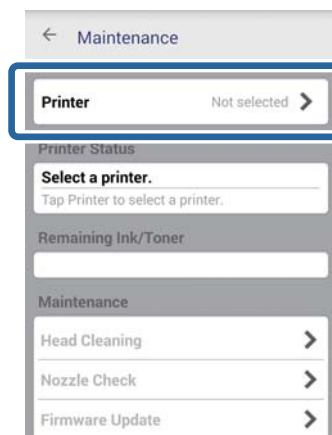 Maintenance
Printer Not selected
Printer Status
Select a printer.
Tap Printer to select a printer.
Remaining Ink/Toner
Maintenance
Head Cleaning
Nozzle Check
Firmware Update